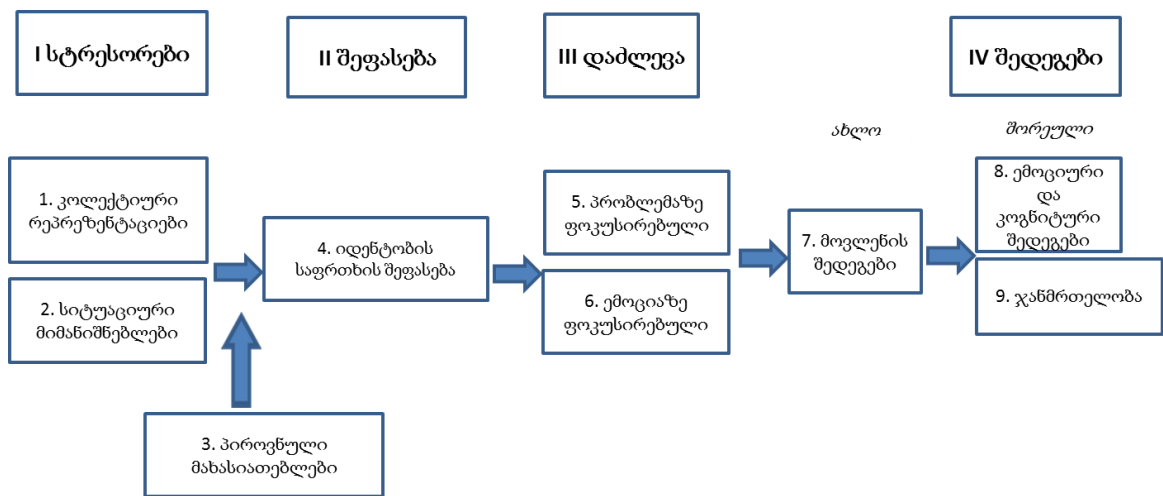 I სტრესორები
II შეფასება
III დაძლევა
IV შედეგები
ახლო
შორეული
1. კოლექტიური
რეპრეზენტაციები
2. სიტუაციური
მიმანიშნებლები
3. პიროვნული
მახასიათებლები
4. იდენტობის
საფრთხის შეფასება
5. პრობლემაზე
ფოკუსირებული
6. ემოციაზე
ფოკუსირებული
7. მოვლენის
შედეგები
8. ემოციური
და
კოგნიტური
შედეგები
9. ჯანმრთელობა